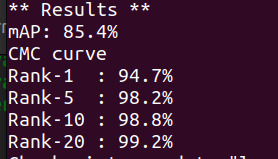 ** Results **
mAP: 85.4%
CMC curve
Rank-1  : 94.7%
Rank-5  : 98.2%
Rank-10 : 98.8%
Rank-20 : 99.2%